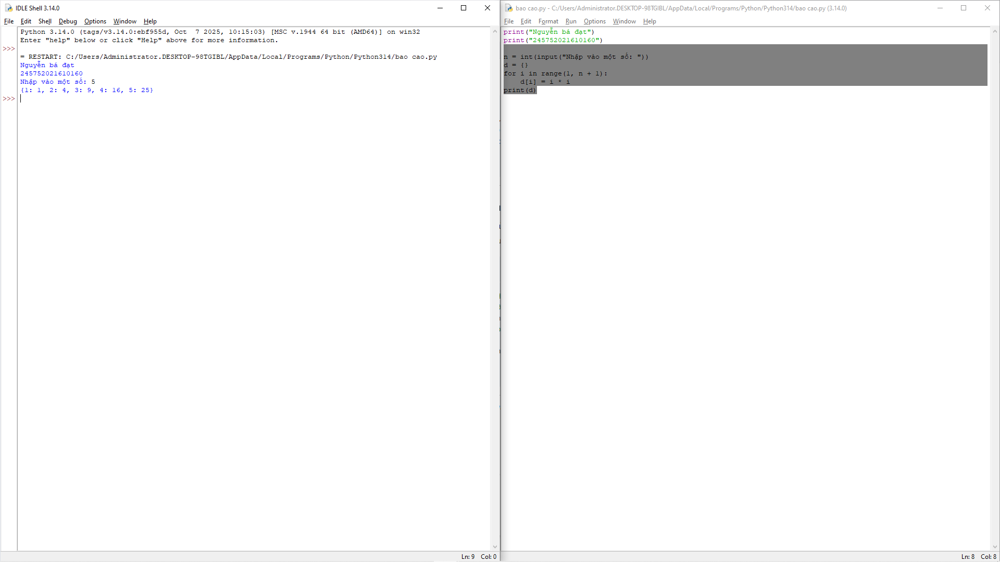 IDLE Shell 3.14.0
File Edit Shell Debug Options Window Help
Python 3.14.0 (tags/v3.14.0:ebf955d, Oct  7 2025, 10:15:03) [MSC v.1944 64 bit (AMD64)] on win32
Enter "help" below or click "Help" above for more information.
>>>
= RESTART: C:/Users/Administrator.DESKTOP-98TGIBL/AppData/Local/Programs/Python/Python314/bao cao.py
Nguyễn bá đạt
245752021610160
Nhập vào một số: 5
{1: 1, 2: 4, 3: 9, 4: 16, 5: 25}
>>>
Ln: 9 Col: 0
bao cao.py - C:/Users/Administrator.DESKTOP-98TGIBL/AppData/Local/Programs/Python/Python314/bao cao.py (3.14.0)
File Edit Format Run Options Window Help
print("Nguyễn bá đạt")
print("245752021610160")
n = int(input("Nhập vào một số: "))
d = {}
for i in range(1, n + 1):
    d[i] = i * i
print(d)
Ln: 8 Col: 8